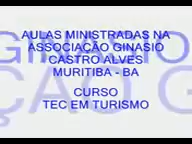 AULAS MINISTRADAS NA
ASSOCIAÇÃO GINASIO
CASTRO ALVES
MURITIBA - BA
CURSO
TEC EM TURISMO